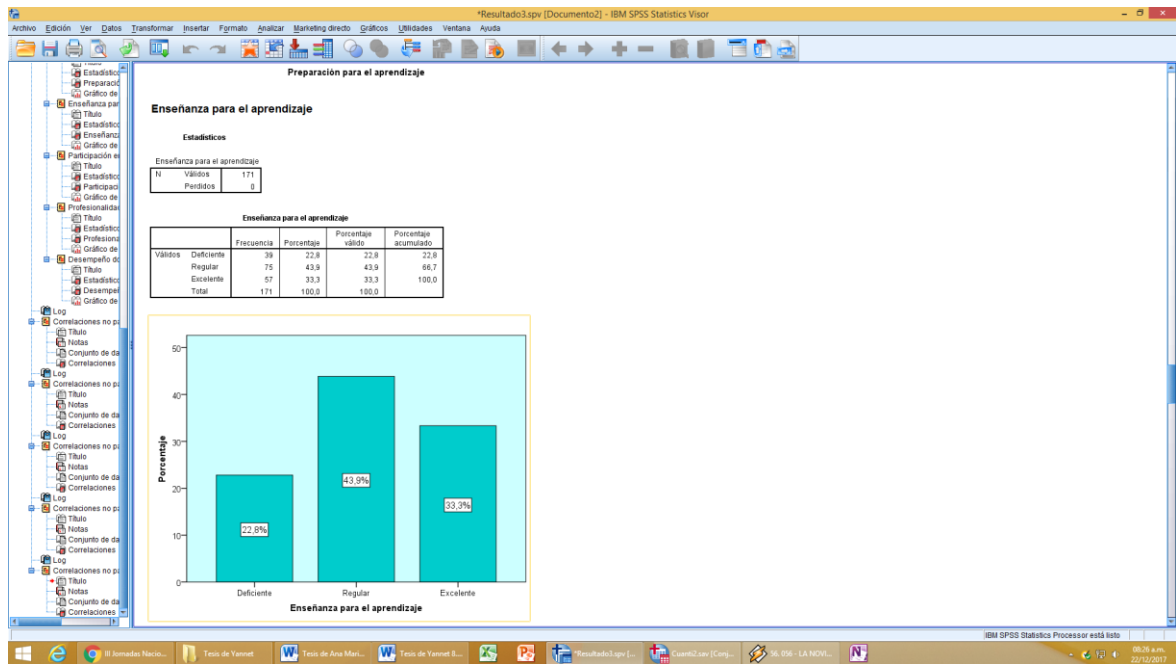 *Resultado3.spv [Documento2] - IBM SPSS Statistics Visor
Archivo Edición Ver Datos Transformar Insertar Formato Analizar Marketing directo Gráficos Utilidades Ventana Ayuda
Estadístic
Preparació
Gráfico de
Enseñanza par
Título
Estadístic
Enseñanz
Gráfico de
Participación e
Título
Estadístic
Participaci
Gráfico de
Profesionalida
Título
Estadístic
Profesiona
Gráfico de
Desempeño do
Título
Estadístic
Desempeñ
Gráfico de
Log
Correlaciones no pa
Título
Notas
Conjunto de da
Correlaciones
Log
Correlaciones no pa
Título
Notas
Conjunto de da
Correlaciones
Log
Correlaciones no pa
Título
Notas
Conjunto de da
Correlaciones
Log
Correlaciones no pa
Título
Notas
Conjunto de da
Correlaciones
Log
Correlaciones no pa
Título
Notas
Conjunto de da
Correlaciones
Preparación para el aprendizaje
Enseñanza para el aprendizaje
Estadísticos
Enseñanza para el aprendizaje
N Válidos 171
Perdidos 0
Enseñanza para el aprendizaje
Frecuencia Porcentaje Porcentaje válido Porcentaje acumulado
Válidos Deficiente 39 22,8 22,8 22,8
Regular 75 43,9 43,9 66,7
Excelente 57 33,3 33,3 100,0
Total 171 100,0 100,0
Porcentaje
50
40
30
20
10
0
22,8%
43,9%
33,3%
Deficiente Regular Excelente
Enseñanza para el aprendizaje
IBM SPSS Statistics Processor está listo
III Jornadas Nacio... Tesis de Yannet Tesis de Ana Mari... Tesis de Yannet B... *Resultado3.spv [... Cuanti2.sav [Conj... 56. 056 - LA NOVI...
08:26 a.m.
22/12/2017